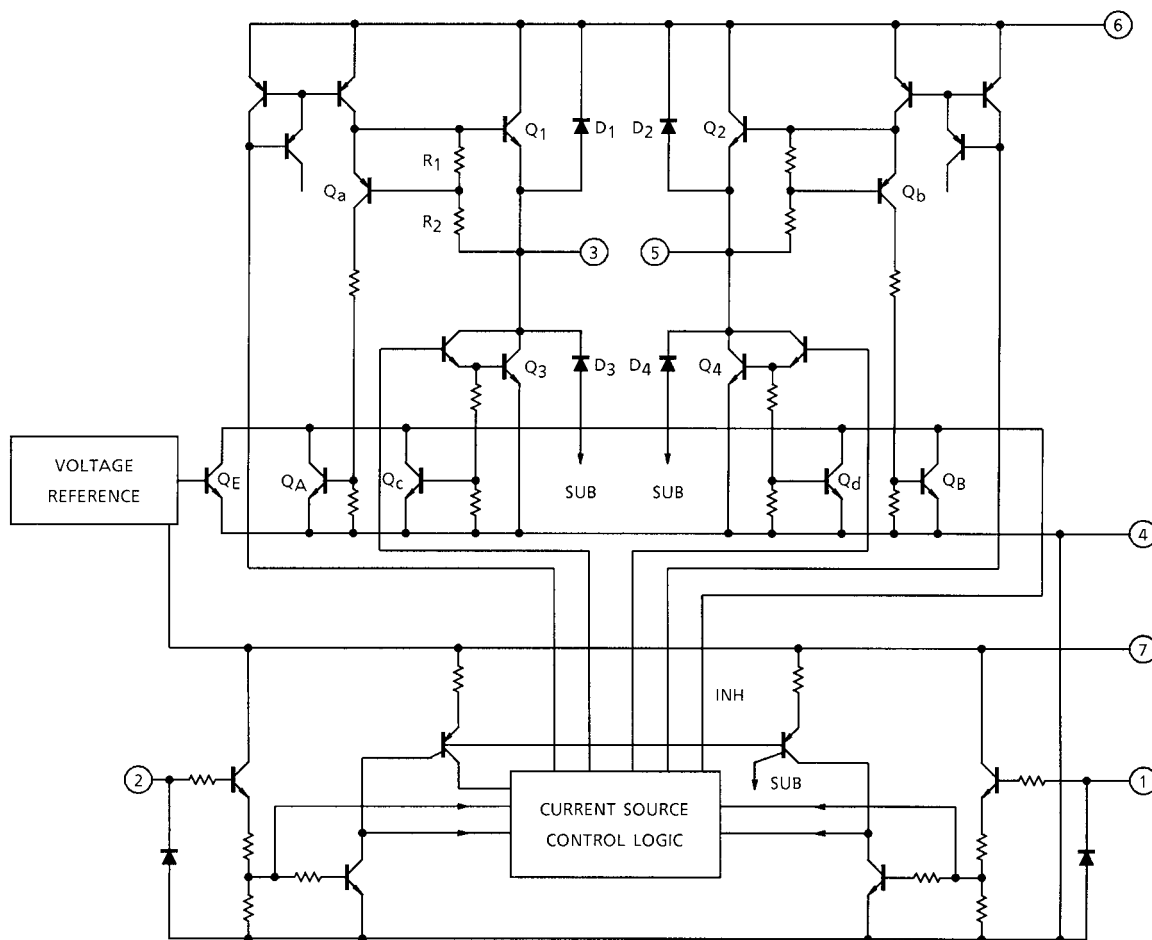 6
Q1
D1
D2
Q2
R1
Qa
Qb
R2
3
5
Q3
D3
D4
Q4
VOLTAGE
REFERENCE
QE
QA
Qc
SUB
SUB
Qd
QB
4
7
INH
2
SUB
1
CURRENT SOURCE
CONTROL LOGIC